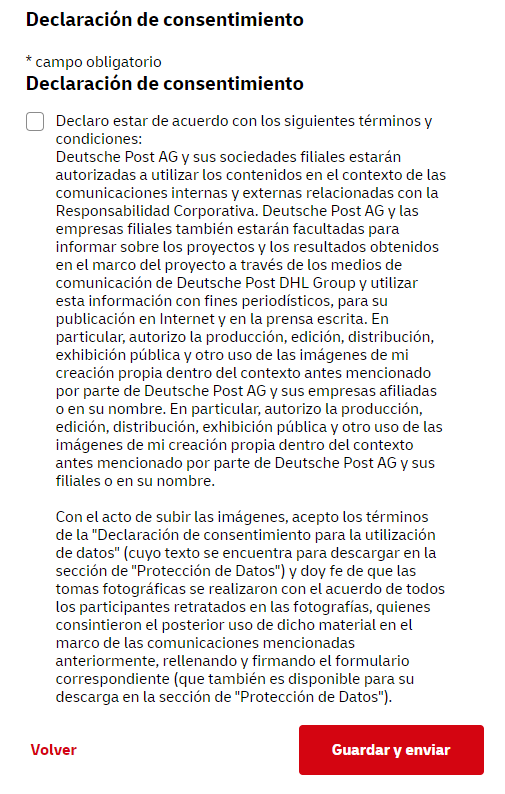 Declaración de consentimiento
* campo obligatorio
Declaración de consentimiento
Declaro estar de acuerdo con los siguientes términos y
condiciones:
Deutsche Post AG y sus sociedades filiales estarán
autorizadas a utilizar los contenidos en el contexto de las
comunicaciones internas y externas relacionadas con la
Responsabilidad Corporativa. Deutsche Post AG y las
empresas filiales también estarán facultadas para
informar sobre los proyectos y los resultados obtenidos
en el marco del proyecto a través de los medios de
comunicación de Deutsche Post DHL Group y utilizar
esta información con fines periodísticos, para su
publicación en Internet y en la prensa escrita. En
particular, autorizo la producción, edición, distribución,
exhibición pública y otro uso de las imágenes de mi
creación propia dentro del contexto antes mencionado
por parte de Deutsche Post AG y sus empresas afiliadas
o en su nombre. En particular, autorizo la producción,
edición, distribución, exhibición pública y otro uso de las
imágenes de mi creación propia dentro del contexto
antes mencionado por parte de Deutsche Post AG y sus
filiales o en su nombre.
Con el acto de subir las imágenes, acepto los términos
de la "Declaración de consentimiento para la utilización
de datos" (cuyo texto se encuentra para descargar en la
sección de "Protección de Datos") y doy fe de que las
tomas fotográficas se realizaron con el acuerdo de todos
los participantes retratados en las fotografías, quienes
consintieron el posterior uso de dicho material en el
marco de las comunicaciones mencionadas
anteriormente, rellenando y firmando el formulario
correspondiente (que también es disponible para su
descarga en la sección de "Protección de Datos").
Volver
Guardar y enviar